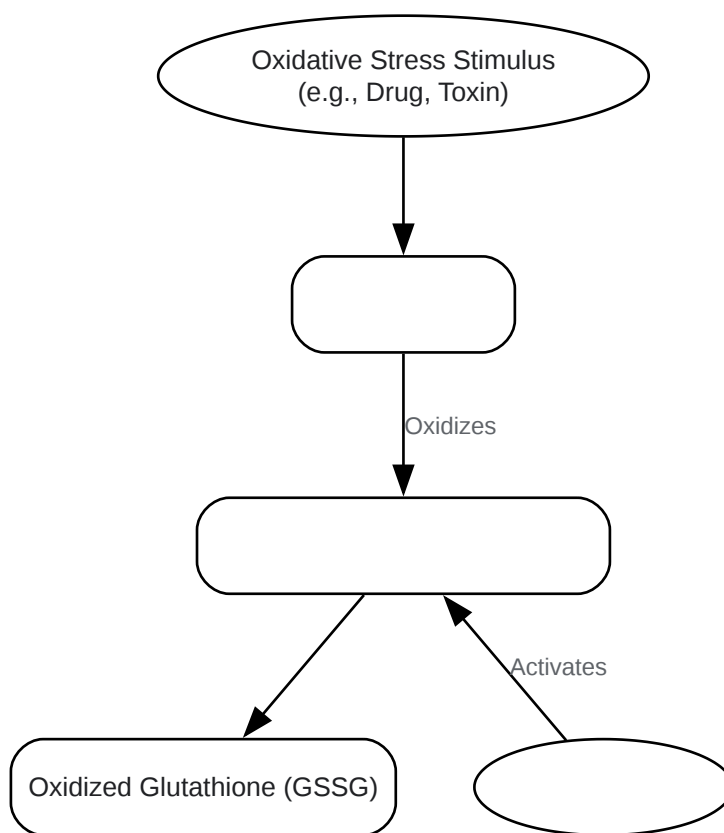 Oxidative Stress Stimulus
(e.g., Drug, Toxin)
Oxidizes
Activates
Oxidized Glutathione (GSSG)